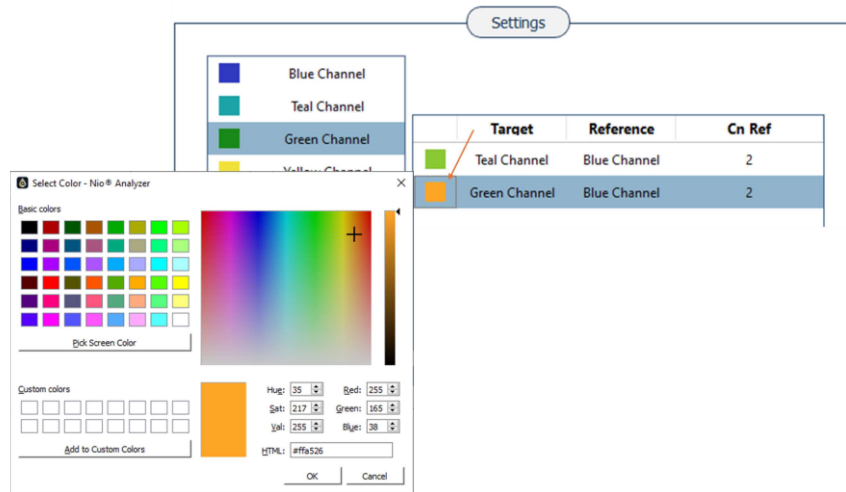 Settings
Blue Channel
Teal Channel
Green Channel
Yellow Channel
Target Reference Cn Ref
Teal Channel Blue Channel 2
Green Channel Blue Channel 2
Select Color - Nio® Analyzer
Basic colors
Pick Screen Color
Custom colors
Add to Custom Colors
Hue: 35 Red: 255
Sat: 217 Green: 165
Val: 255 Blue: 38
HTML: #ffa526
OK Cancel